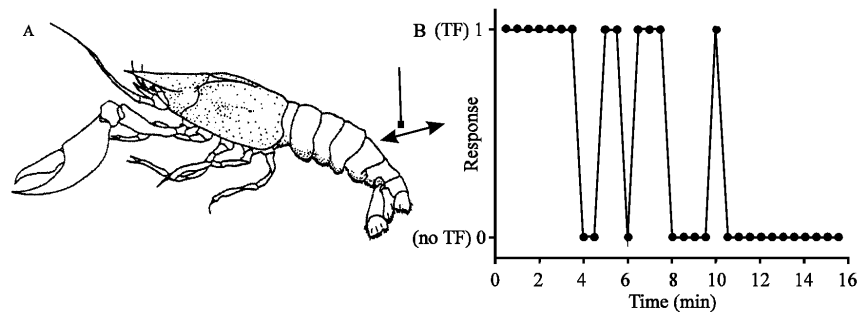 A
B (TF) 1
Response
(no TF) 0
0 2 4 6 8 10 12 14 16
Time (min)